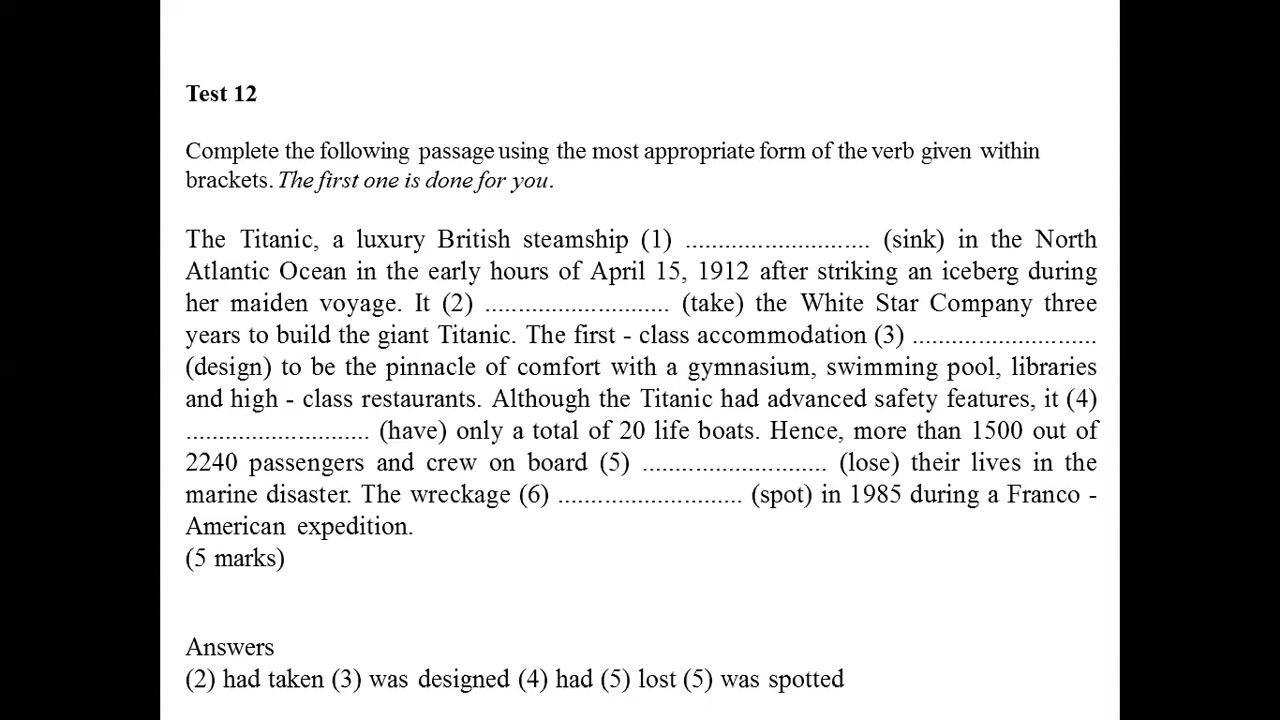 Test 12
Complete the following passage using the most appropriate form of the verb given within
brackets. The first one is done for you.
The Titanic, a luxury British steamship (1) ............................ (sink) in the North
Atlantic Ocean in the early hours of April 15, 1912 after striking an iceberg during
her maiden voyage. It (2) ............................ (take) the White Star Company three
years to build the giant Titanic. The first - class accommodation (3) ............................
(design) to be the pinnacle of comfort with a gymnasium, swimming pool, libraries
and high - class restaurants. Although the Titanic had advanced safety features, it (4)
............................ (have) only a total of 20 life boats. Hence, more than 1500 out of
2240 passengers and crew on board (5) ............................ (lose) their lives in the
marine disaster. The wreckage (6) ............................ (spot) in 1985 during a Franco -
American expedition.
(5 marks)
Answers
(2) had taken (3) was designed (4) had (5) lost (5) was spotted